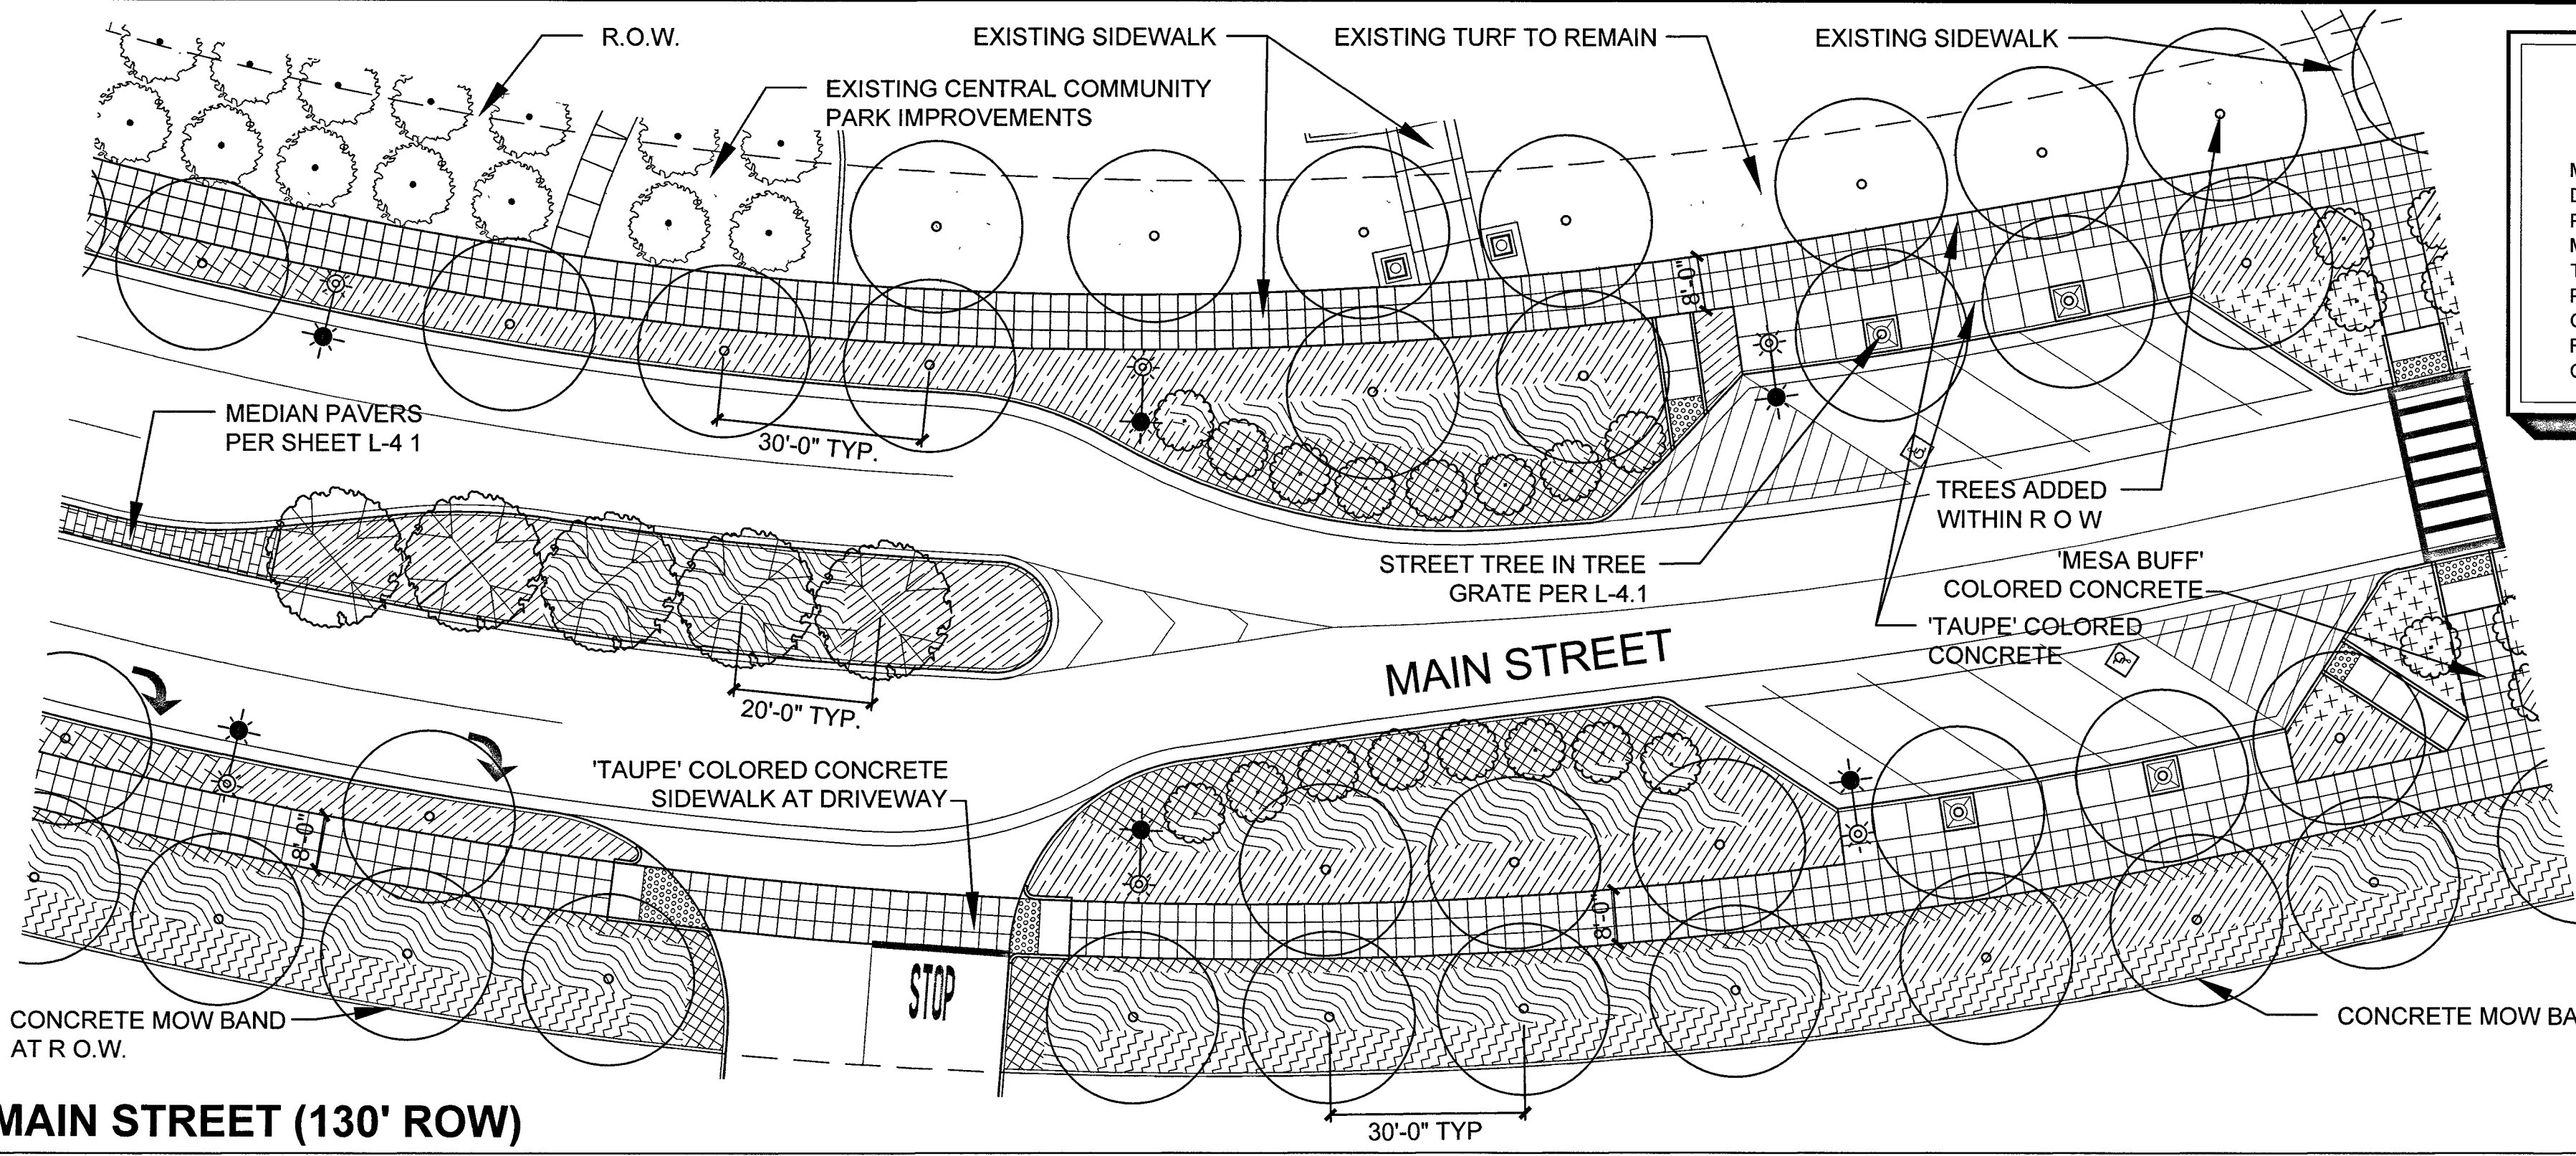 R.O.W.
EXISTING SIDEWALK
EXISTING TURF TO REMAIN
EXISTING SIDEWALK
EXISTING CENTRAL COMMUNITY
PARK IMPROVEMENTS
8'-0"
MEDIAN PAVERS
PER SHEET L-4 1
30'-0" TYP.
TREES ADDED
WITHIN R O W
STREET TREE IN TREE
GRATE PER L-4.1
'MESA BUFF'
COLORED CONCRETE
'TAUPE' COLORED
CONCRETE
MAIN STREET
20'-0" TYP.
'TAUPE' COLORED CONCRETE
SIDEWALK AT DRIVEWAY
8'-0"
8'-0"
STOP
CONCRETE MOW BAND
AT R O.W.
CONCRETE MOW BA
30'-0" TYP
MAIN STREET (130' ROW)